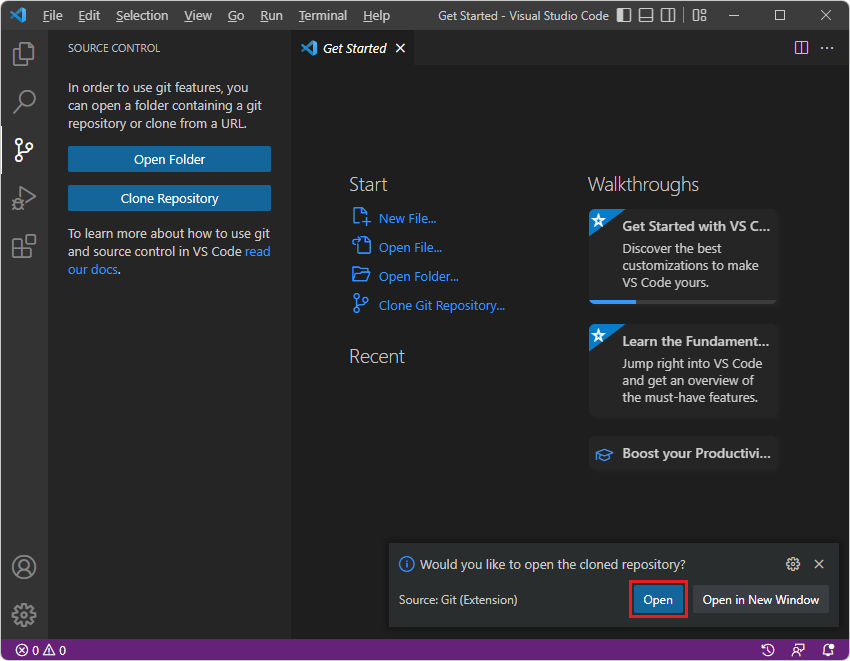 File Edit Selection View Go Run Terminal Help Get Started - Visual Studio Code
SOURCE CONTROL
In order to use git features, you
can open a folder containing a git
repository or clone from a URL.
Open Folder
Clone Repository
To learn more about how to use git
and source control in VS Code read
our docs.
Get Started
Start
New File...
Open File...
Open Folder...
Clone Git Repository...
Recent
Walkthroughs
Get Started with VS C...
Discover the best
customizations to make
VS Code yours.
Learn the Fundament...
Jump right into VS Code
and get an overview of
the must-have features.
Boost your Productivi...
Would you like to open the cloned repository?
Source: Git (Extension)
Open
Open in New Window
0 0